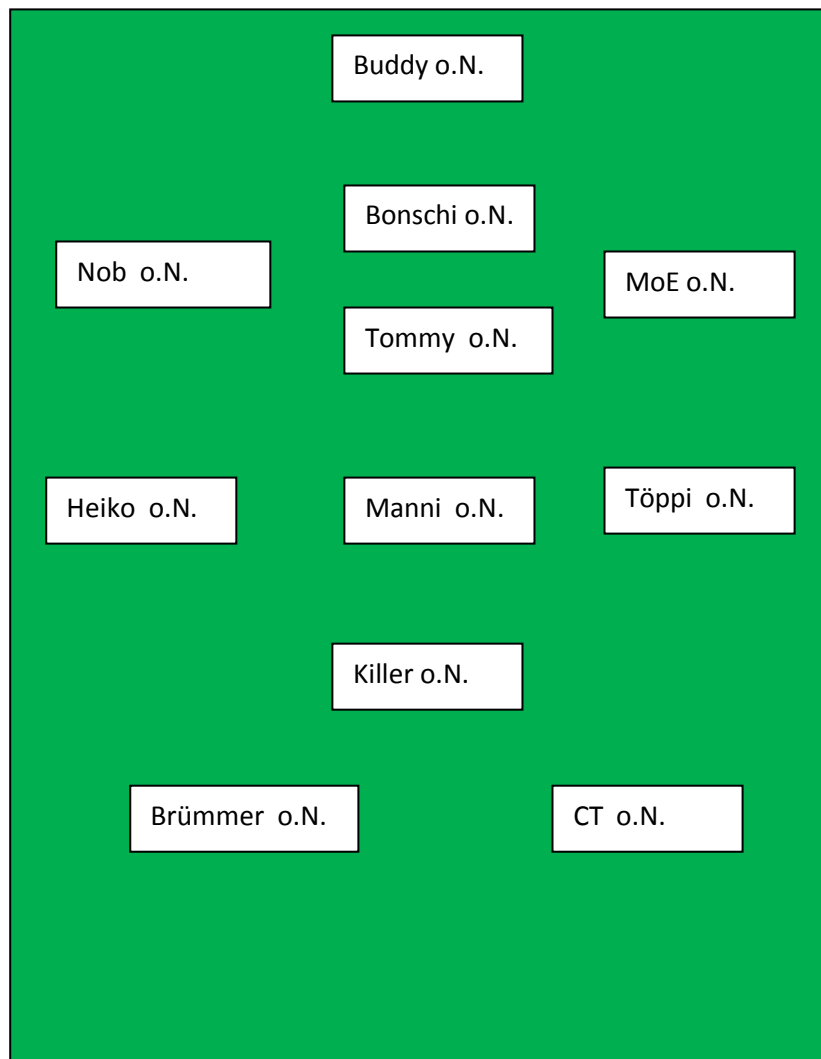 Buddy o.N.
Bonschi o.N.
Nob  o.N.
MoE o.N.
Tommy  o.N.
Heiko  o.N.
Manni  o.N.
Töppi  o.N.
Killer o.N.
Brümmer  o.N.
CT  o.N.